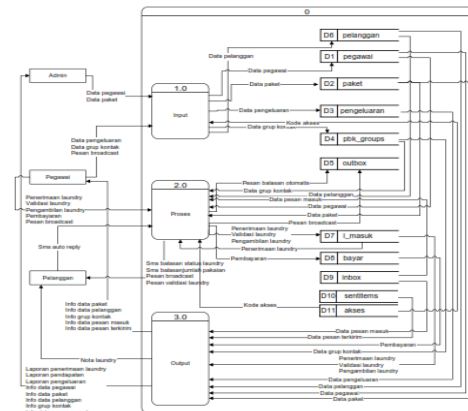 0
D6 pelanggan
Data pelanggan
D1 pegawai
Data pegawai
Admin
Data pegawai
Data paket
1.0
Input
Data paket
D2 paket
Data pengeluaran
D3 pengeluaran
Kode akses
Data grup kontak
D4 pbk_groups
Data pengeluaran
Data grup kontak
Pesan broadcast
D5 outbox
Pegawai
Pesan balasan otomatis
2.0
Proses
Data grup kontak
Data pelanggan
Data pesan masuk
Data pegawai
Data paket
Pesan broadcast
Penerimaan laundry
Validasi laundry
Pengambilan laundry
Pembayaran
Pesan broadcast
Penerimaan laundry
Validasi laundry
Pengambilan laundry
Penerimaan laundry
D7 l_masuk
Sms auto reply
Pembayaran
D8 bayar
Sms balasan status laundry
Sms balasanjumlah pakaian
Pesan broadcast
Pesan validasi laundry
Pelanggan
D9 inbox
D10 sentitems
Kode akses
D11 akses
Info data paket
Info data pelanggan
Info grup kontak
Info data pesan masuk
Info data pesan terkirim
3.0
Output
Data pesan masuk
Data pesan terkirim
Pembayaran
Data grup kontak
Penerimaan laundry
Validasi laundry
Pengambilan laundry
Data pengeluaran
Data pelanggan
Data pegawai
Data paket
Nota laundry
Laporan penerimaan laundry
Laporan pendapatan
Laporan pengeluaran
Info data pegawai
Info data paket
Info data pelanggan
Info grup kontak